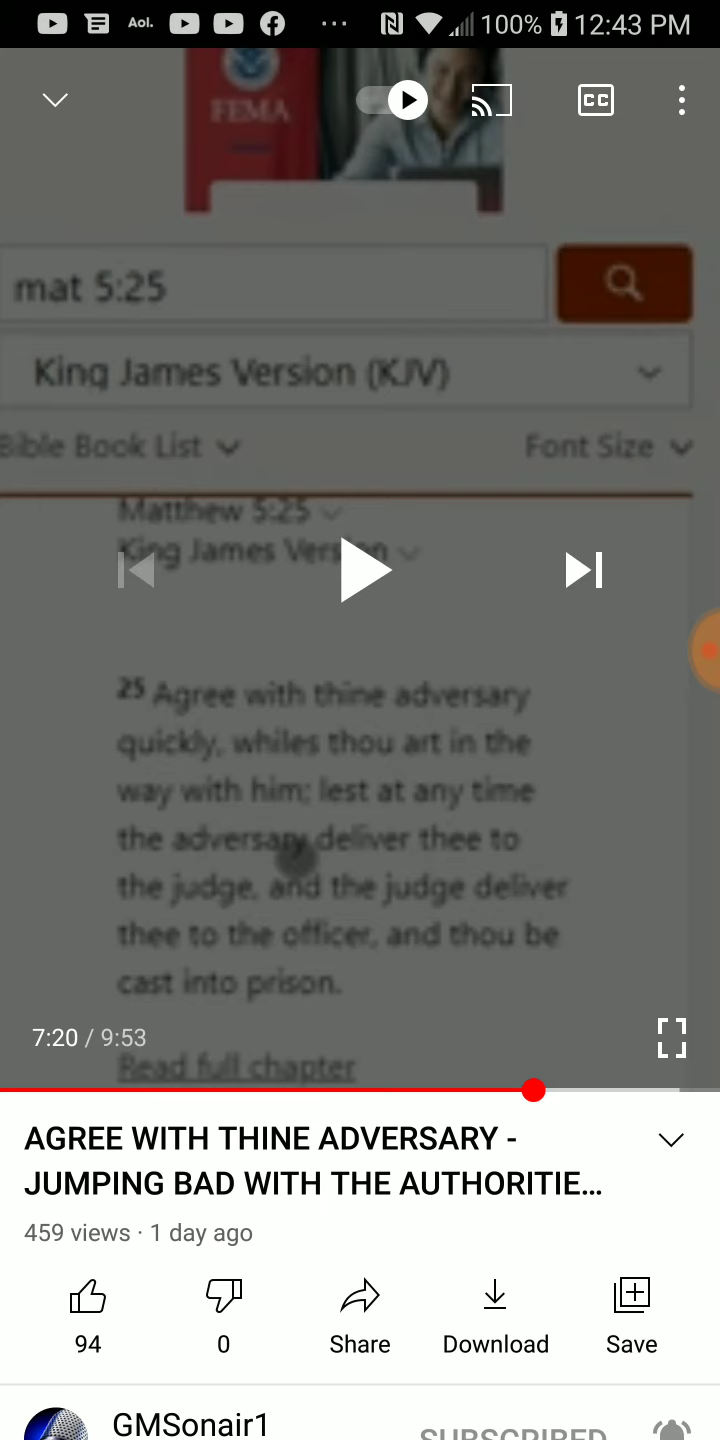 Aol. 100% 12:43 PM
FEMA
CC
mat 5:25
King James Version (KJV)
Bible Book List Font Size
Matthew 5:25
King James Version
25 Agree with thine adversary
quickly, whiles thou art in the
way with him; lest at any time
the adversary deliver thee to
the judge, and the judge deliver
thee to the officer, and thou be
cast into prison.
7:20 / 9:53
Read full chapter
AGREE WITH THINE ADVERSARY -
JUMPING BAD WITH THE AUTHORITIE...
459 views · 1 day ago
94 0 Share Download Save
GMSonair1
SUBSCRIBED